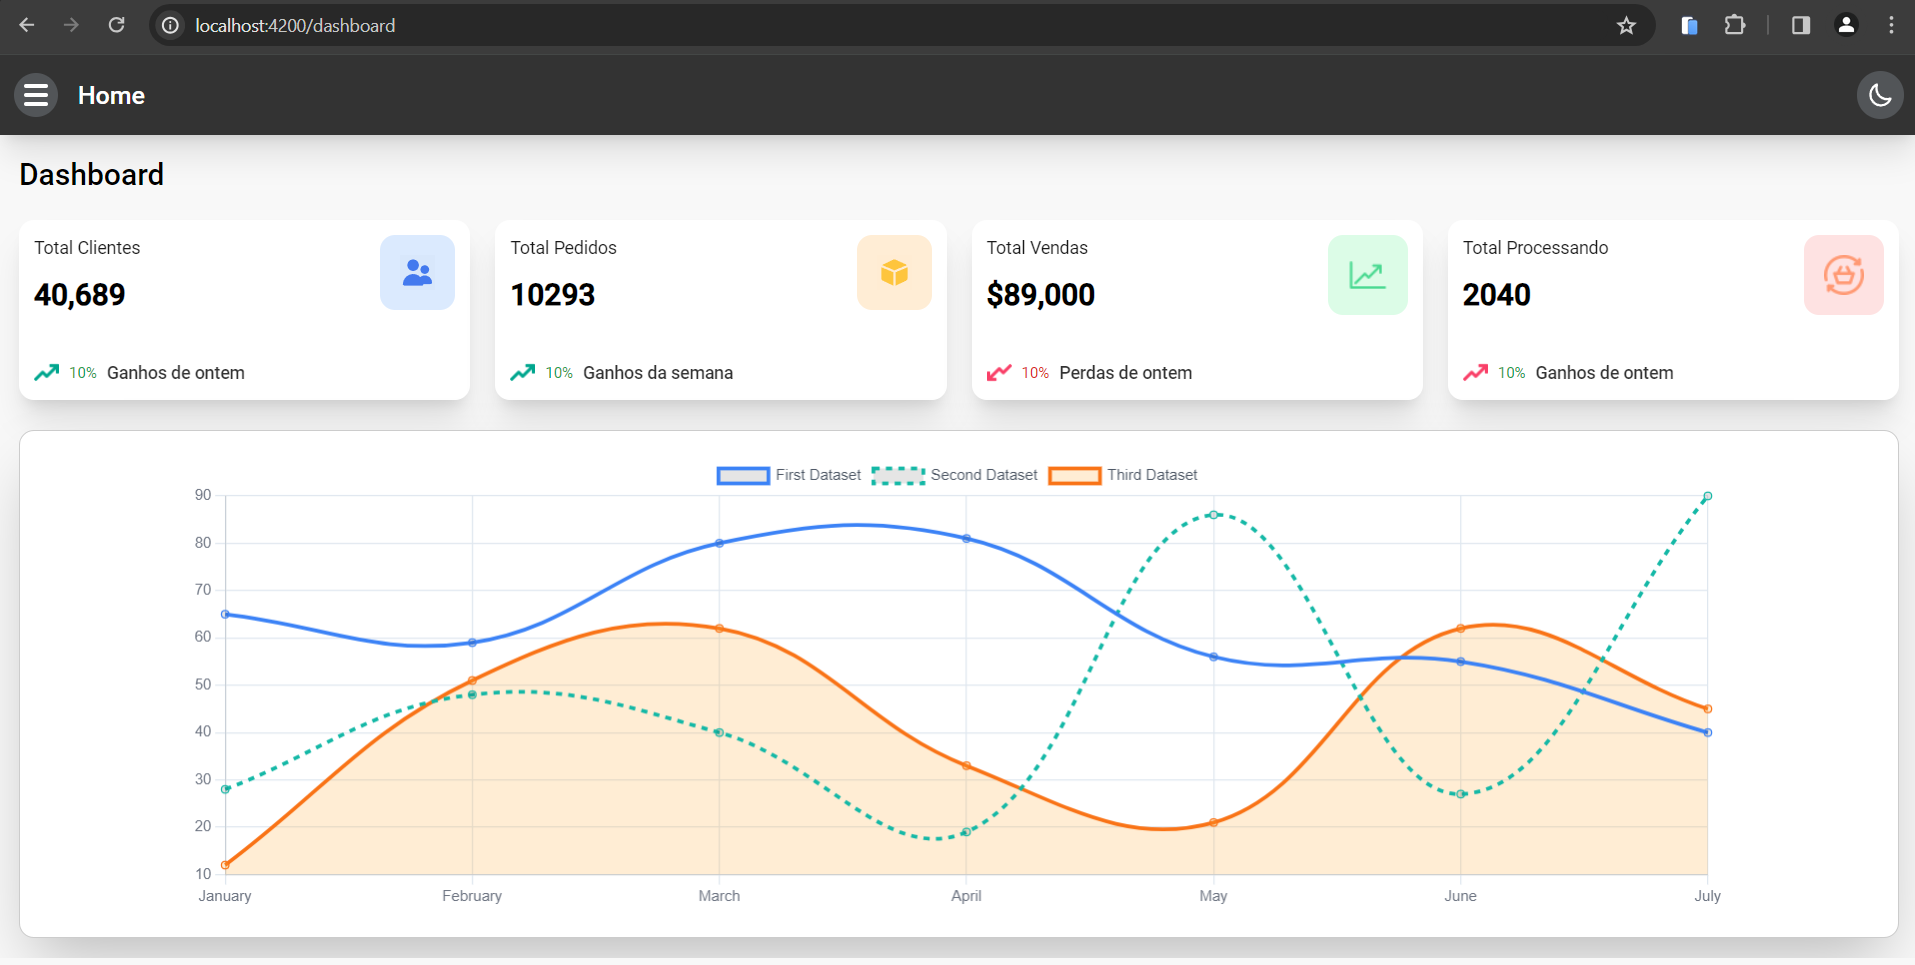 localhost:4200/dashboard
Home
Dashboard
Total Clientes
40,689
10% Ganhos de ontem
Total Pedidos
10293
10% Ganhos da semana
Total Vendas
$89,000
10% Perdas de ontem
Total Processando
2040
10% Ganhos de ontem
First Dataset Second Dataset Third Dataset
90
80
70
60
50
40
30
20
10
January February March April May June July